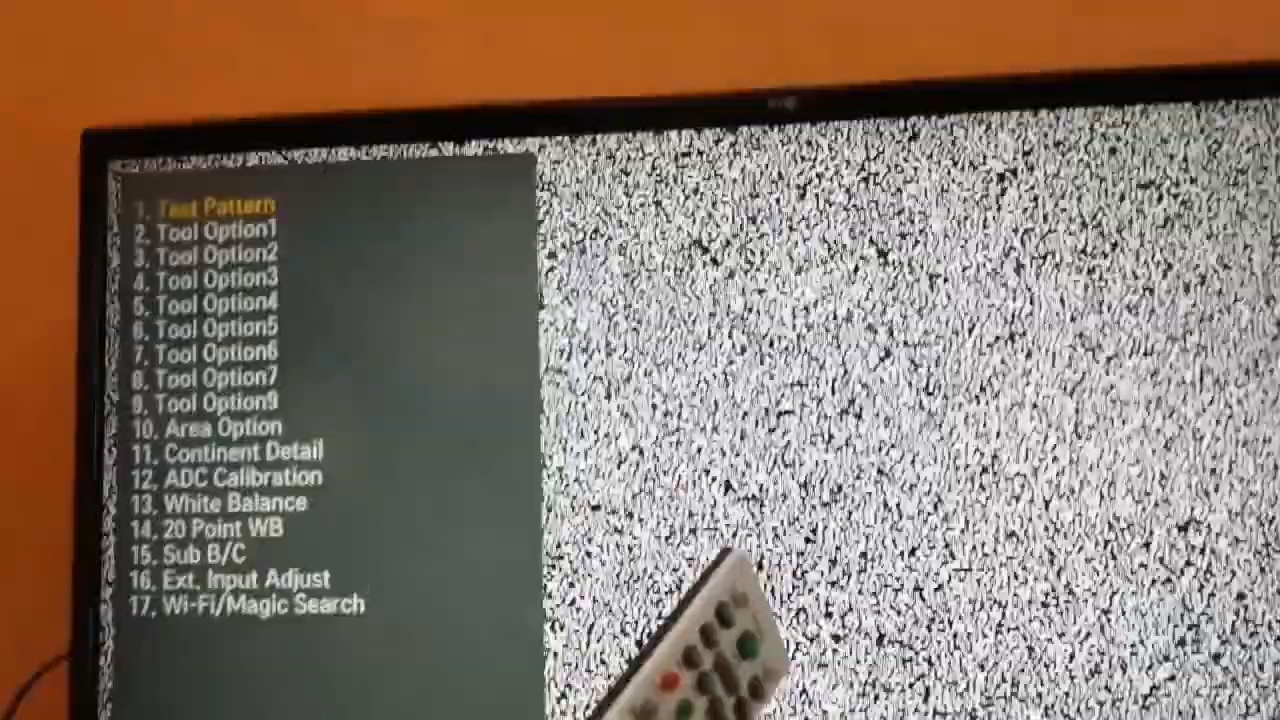 1. Test Pattern
2. Tool Option1
3. Tool Option2
4. Tool Option3
5. Tool Option4
6. Tool Option5
7. Tool Option6
8. Tool Option7
9. Tool Option9
10. Area Option
11. Continent Detail
12. ADC Calibration
13. White Balance
14. 20 Point WB
15. Sub B/C
16. Ext. Input Adjust
17. Wi-Fi/Magic Search